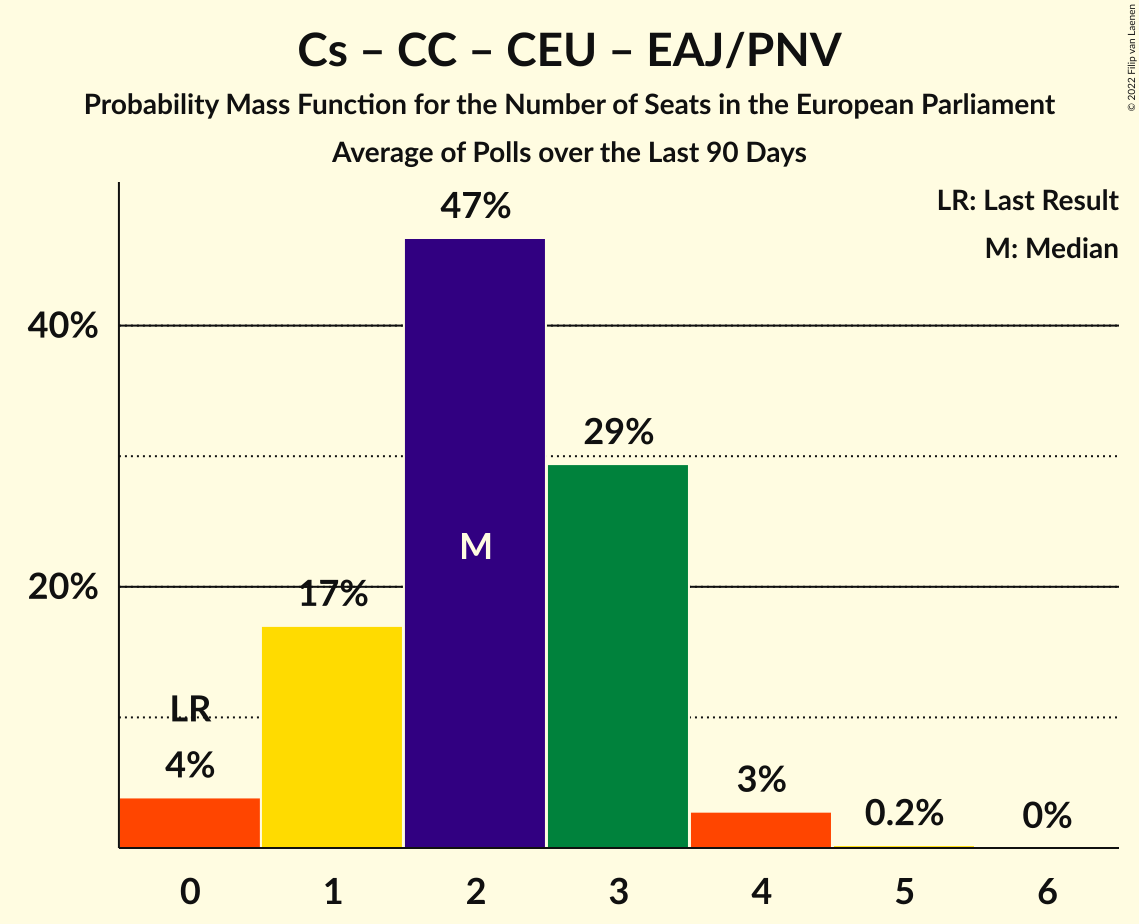 Cs – CC – CEU – EAJ/PNV
Probability Mass Function for the Number of Seats in the European Parliament
Average of Polls over the Last 90 Days
© 2022 Filip van Laenen
LR: Last Result
M: Median
47%
40%
29%
M
20%
17%
LR
4%
3%
0.2%
0%
0 1 2 3 4 5 6